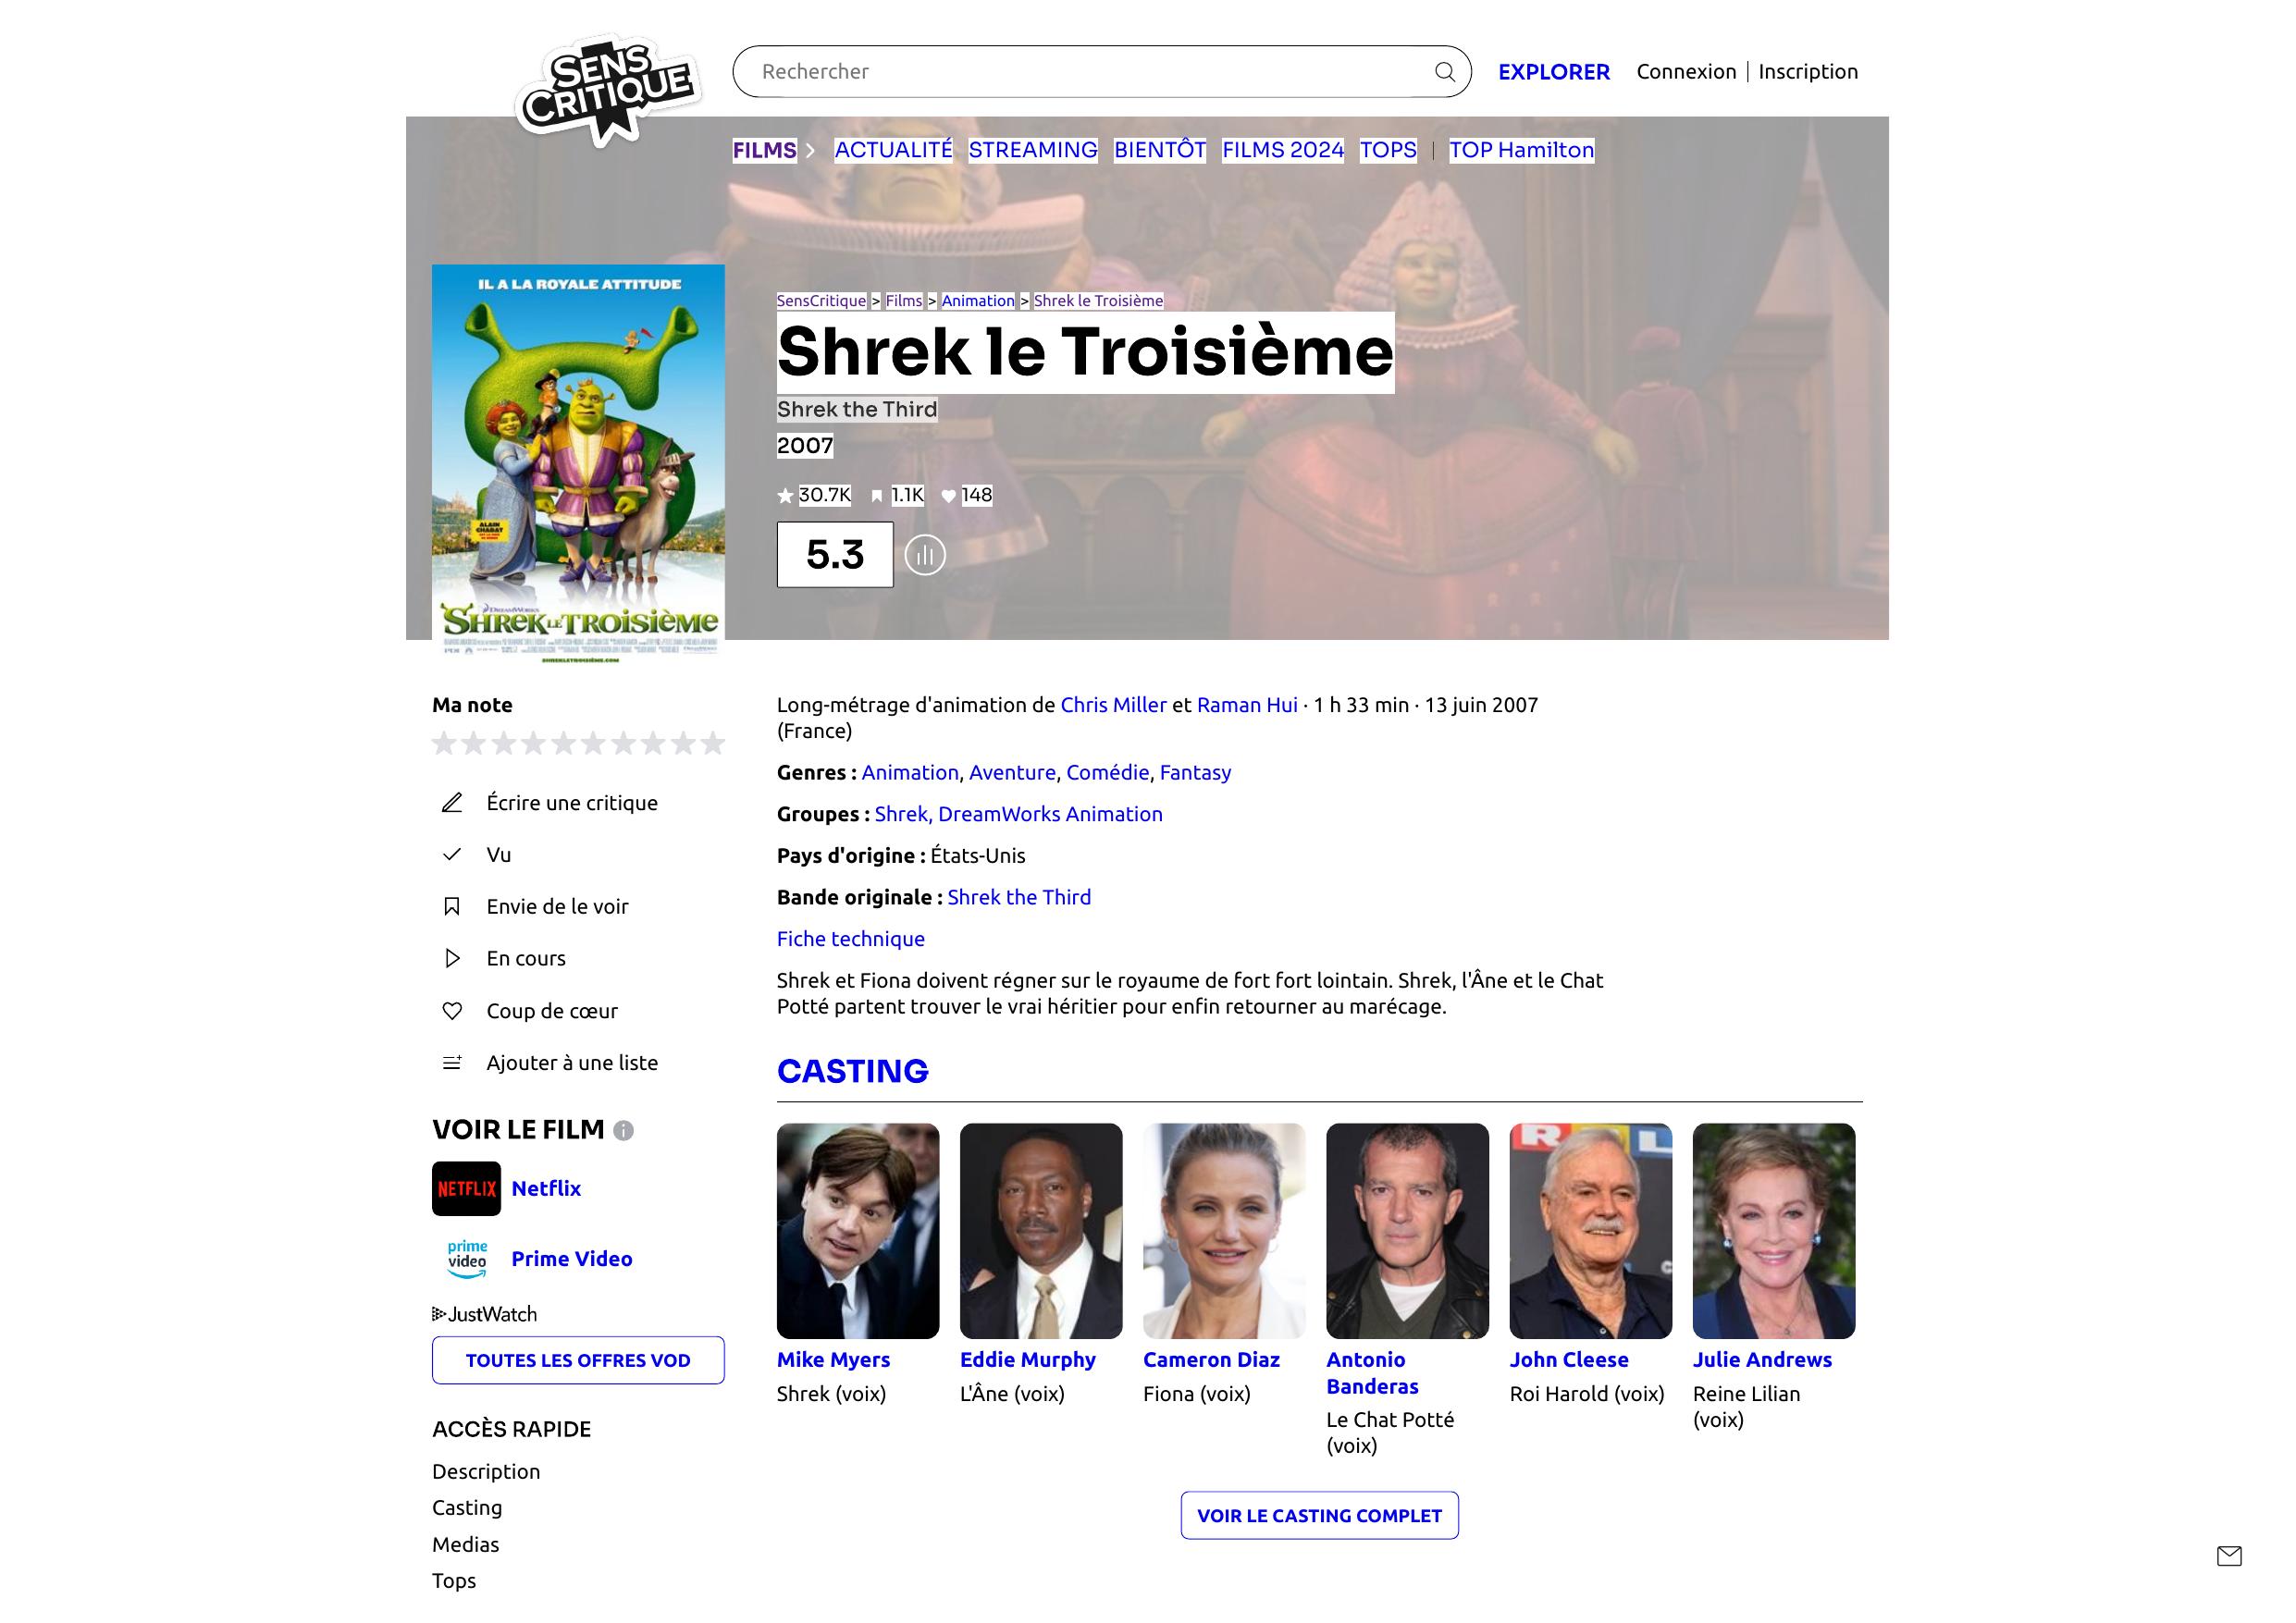 SENS
CRITIQUE
Rechercher
EXPLORER
Connexion | Inscription
FILMS
ACTUALITÉ
STREAMING
BIENTÔT
FILMS 2024
TOPS
|
TOP Hamilton
IL A LA ROYALE ATTITUDE
ALAIN
CHABAT
DREAMWORKS
SHREK LE TROISIÈME
SHREKLETROISIÈME.COM
SensCritique > Films > Animation > Shrek le Troisième
Shrek le Troisième
Shrek the Third
2007
30.7K
1.1K
148
5.3
Ma note
Écrire une critique
Vu
Envie de le voir
En cours
Coup de cœur
Ajouter à une liste
VOIR LE FILM
NETFLIX
Netflix
prime
video
Prime Video
JustWatch
TOUTES LES OFFRES VOD
ACCÈS RAPIDE
Description
Casting
Medias
Tops
Long-métrage d'animation de Chris Miller et Raman Hui · 1 h 33 min · 13 juin 2007
(France)
Genres : Animation, Aventure, Comédie, Fantasy
Groupes : Shrek, DreamWorks Animation
Pays d'origine : États-Unis
Bande originale : Shrek the Third
Fiche technique
Shrek et Fiona doivent régner sur le royaume de fort fort lointain. Shrek, l'Âne et le Chat
Potté partent trouver le vrai héritier pour enfin retourner au marécage.
CASTING
Mike Myers
Shrek (voix)
Eddie Murphy
L'Âne (voix)
Cameron Diaz
Fiona (voix)
Antonio
Banderas
Le Chat Potté
(voix)
John Cleese
Roi Harold (voix)
Julie Andrews
Reine Lilian
(voix)
VOIR LE CASTING COMPLET